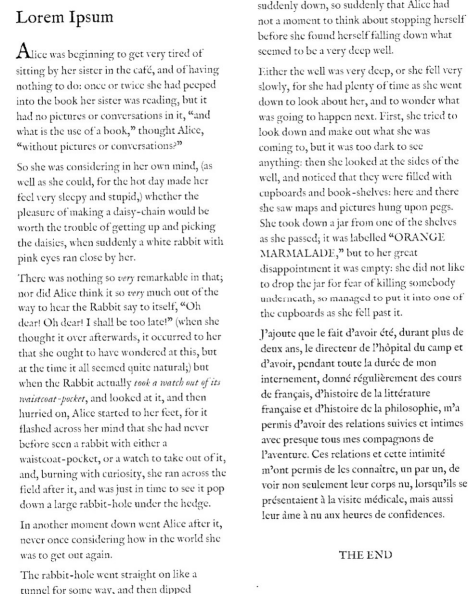 Lorem Ipsum
Alice was beginning to get very tired of
sitting by her sister in the café, and of having
nothing to do: once or twice she had peeped
into the book her sister was reading, but it
had no pictures or conversations in it, “and
what is the use of a book,” thought Alice,
“without pictures or conversations?”
So she was considering in her own mind, (as
well as she could, for the hot day made her
feel very sleepy and stupid,) whether the
pleasure of making a daisy-chain would be
worth the trouble of getting up and picking
the daisies, when suddenly a white rabbit with
pink eyes ran close by her.
There was nothing so very remarkable in that;
nor did Alice think it so very much out of the
way to hear the Rabbit say to itself, “Oh
dear! Oh dear! I shall be too late!” (when she
thought it over afterwards, it occurred to her
that she ought to have wondered at this, but
at the time it all seemed quite natural;) but
when the Rabbit actually took a watch out of its
waistcoat-pocket, and looked at it, and then
hurried on, Alice started to her feet, for it
flashed across her mind that she had never
before seen a rabbit with either a
waistcoat-pocket, or a watch to take out of it,
and, burning with curiosity, she ran across the
field after it, and was just in time to see it pop
down a large rabbit-hole under the hedge.
In another moment down went Alice after it,
never once considering how in the world she
was to get out again.
The rabbit-hole went straight on like a
tunnel for some way, and then dipped
suddenly down, so suddenly that Alice had
not a moment to think about stopping herself
before she found herself falling down what
seemed to be a very deep well.
Either the well was very deep, or she fell very
slowly, for she had plenty of time as she went
down to look about her, and to wonder what
was going to happen next. First, she tried to
look down and make out what she was
coming to, but it was too dark to see
anything: then she looked at the sides of the
well, and noticed that they were filled with
cupboards and book-shelves: here and there
she saw maps and pictures hung upon pegs.
She took down a jar from one of the shelves
as she passed; it was labelled “ORANGE
MARMALADE,” but to her great
disappointment it was empty: she did not like
to drop the jar for fear of killing somebody
underneath, so managed to put it into one of
the cupboards as she fell past it.
J’ajoute que le fait d’avoir été, durant plus de
deux ans, le directeur de l’hôpital du camp et
d’avoir, pendant toute la durée de mon
internement, donné régulièrement des cours
de français, d’histoire de la littérature
française et d’histoire de la philosophie, m’a
permis d’avoir des relations suivies et intimes
avec presque tous mes compagnons de
l’aventure. Ces relations et cette intimité
m’ont permis de les connaître, un par un, de
voir non seulement leur corps nu, lorsqu’ils se
présentaient à la visite médicale, mais aussi
leur âme à nu aux heures de confidences.
THE END